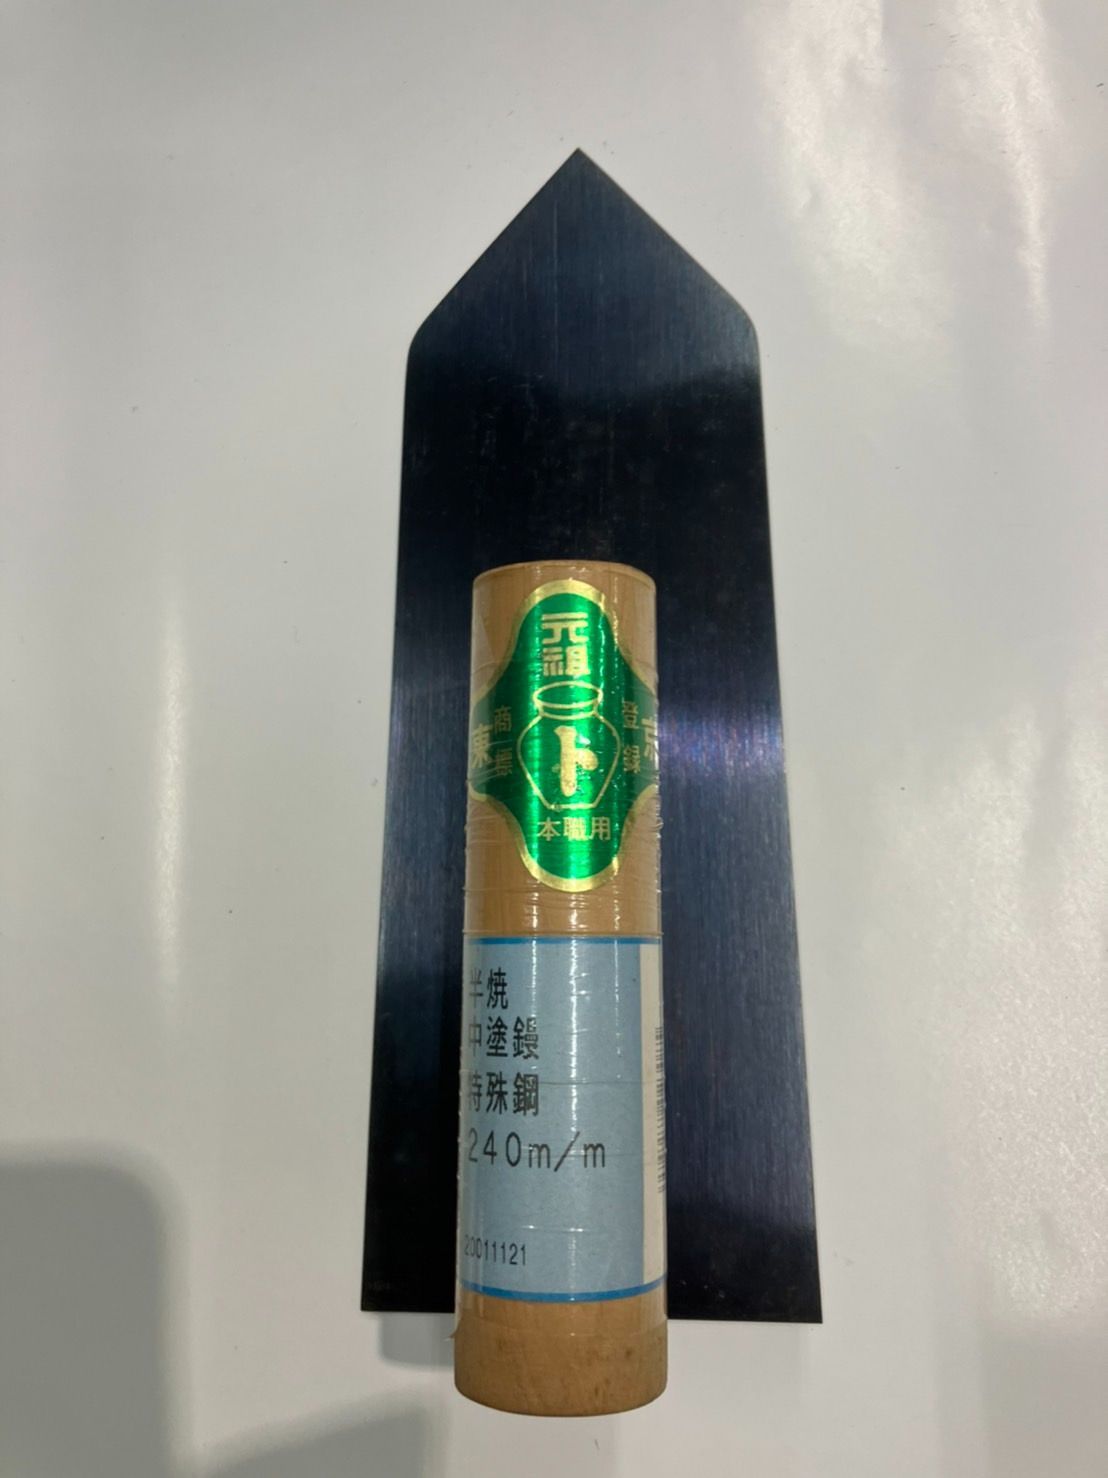 元祖
東 商標 ト 登録 京
本職用
半焼
中塗鏝
特殊鋼
240m/m
20011121